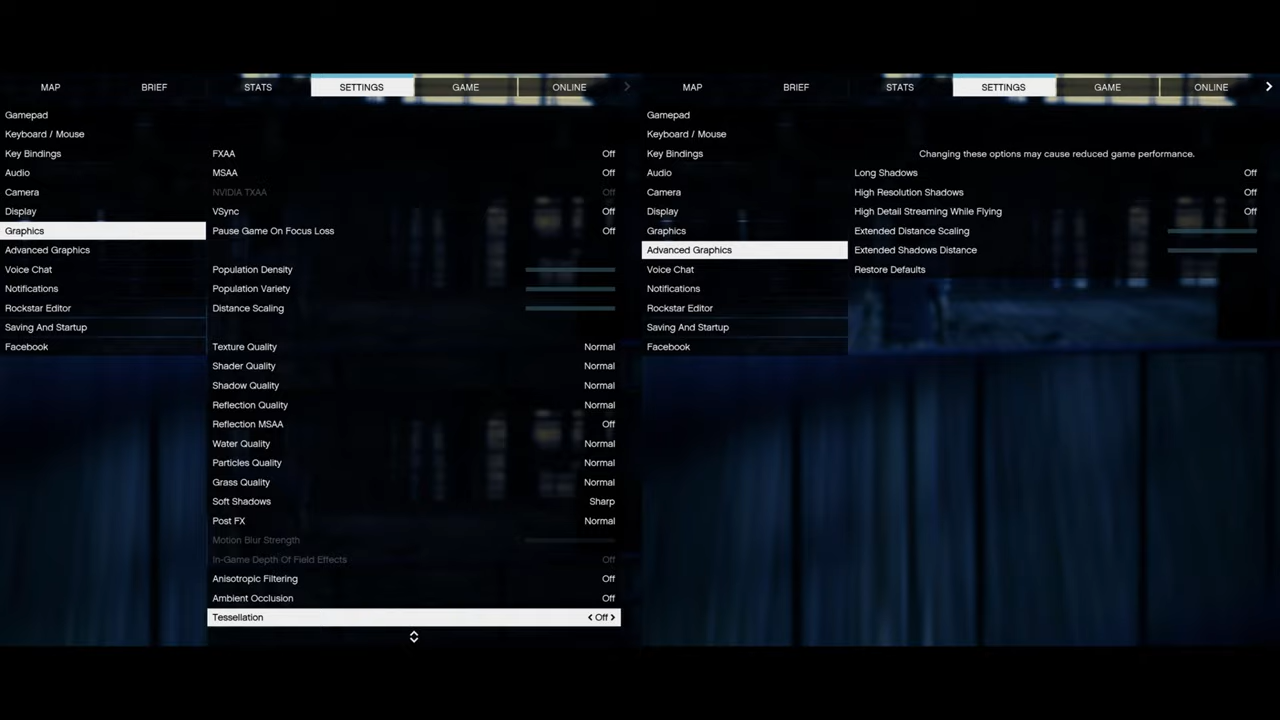 MAP BRIEF STATS SETTINGS GAME ONLINE
Gamepad
Keyboard / Mouse
Key Bindings
Audio
Camera
Display
Graphics
Advanced Graphics
Voice Chat
Notifications
Rockstar Editor
Saving And Startup
Facebook
FXAA Off
MSAA Off
NVIDIA TXAA Off
VSync Off
Pause Game On Focus Loss Off
Population Density
Population Variety
Distance Scaling
Texture Quality Normal
Shader Quality Normal
Shadow Quality Normal
Reflection Quality Normal
Reflection MSAA Off
Water Quality Normal
Particles Quality Normal
Grass Quality Normal
Soft Shadows Sharp
Post FX Normal
Motion Blur Strength
In-Game Depth Of Field Effects Off
Anisotropic Filtering Off
Ambient Occlusion Off
Tessellation Off
MAP BRIEF STATS SETTINGS GAME ONLINE
Gamepad
Keyboard / Mouse
Key Bindings
Audio
Camera
Display
Graphics
Advanced Graphics
Voice Chat
Notifications
Rockstar Editor
Saving And Startup
Facebook
Changing these options may cause reduced game performance.
Long Shadows Off
High Resolution Shadows Off
High Detail Streaming While Flying Off
Extended Distance Scaling
Extended Shadows Distance
Restore Defaults